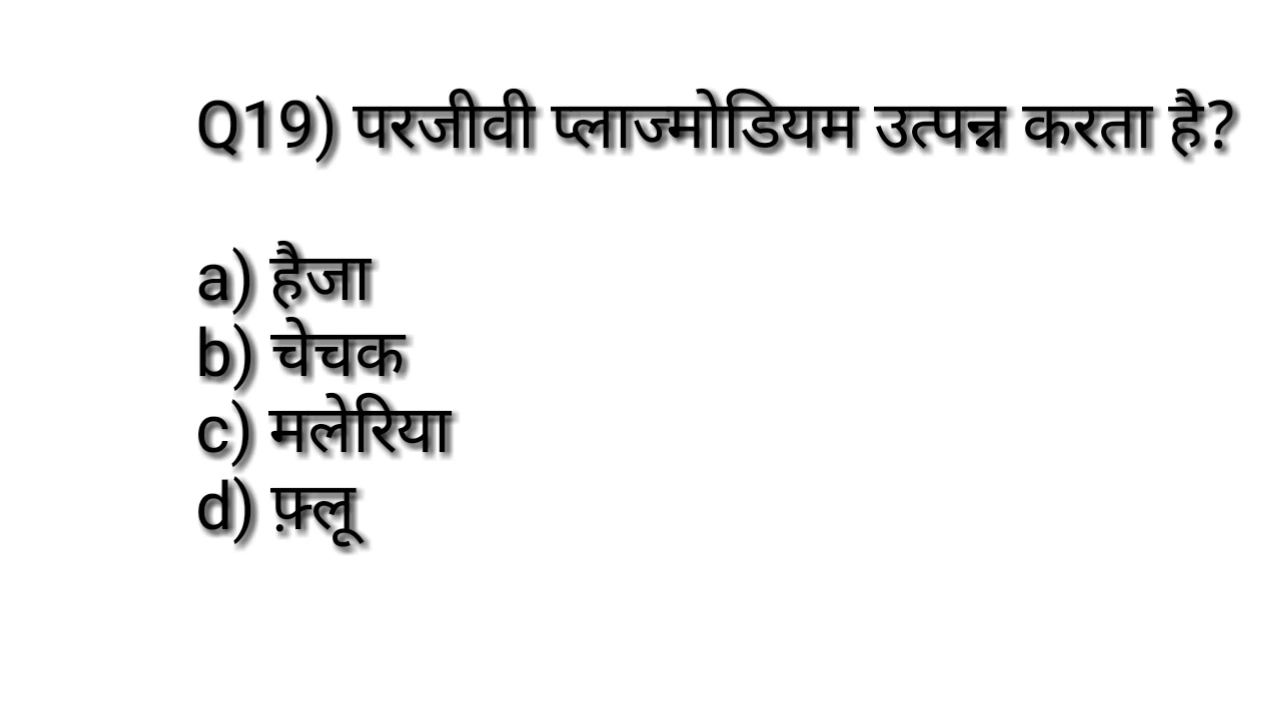 Q19) परजीवी प्लाज्मोडियम उत्पन्न करता है?
a) हैजा
b) चेचक
c) मलेरिया
d) फ़्लू